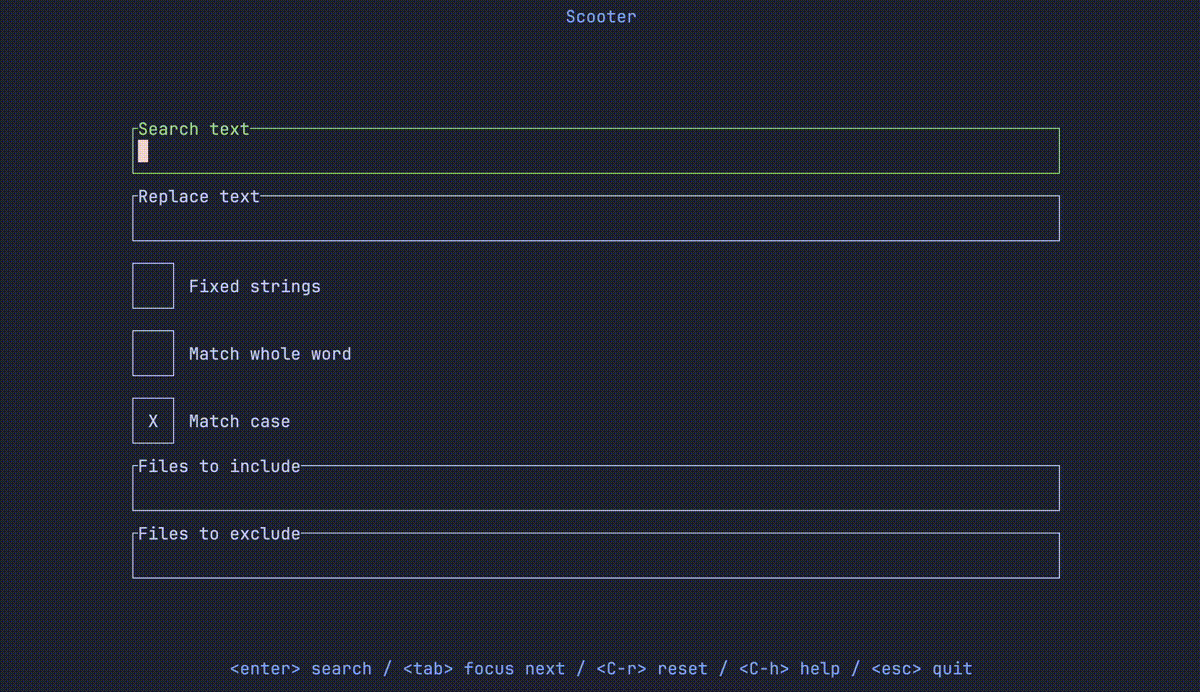 Scooter
Search text
Replace text
Fixed strings
Match whole word
X Match case
Files to include
Files to exclude
<enter> search / <tab> focus next / <C-r> reset / <C-h> help / <esc> quit